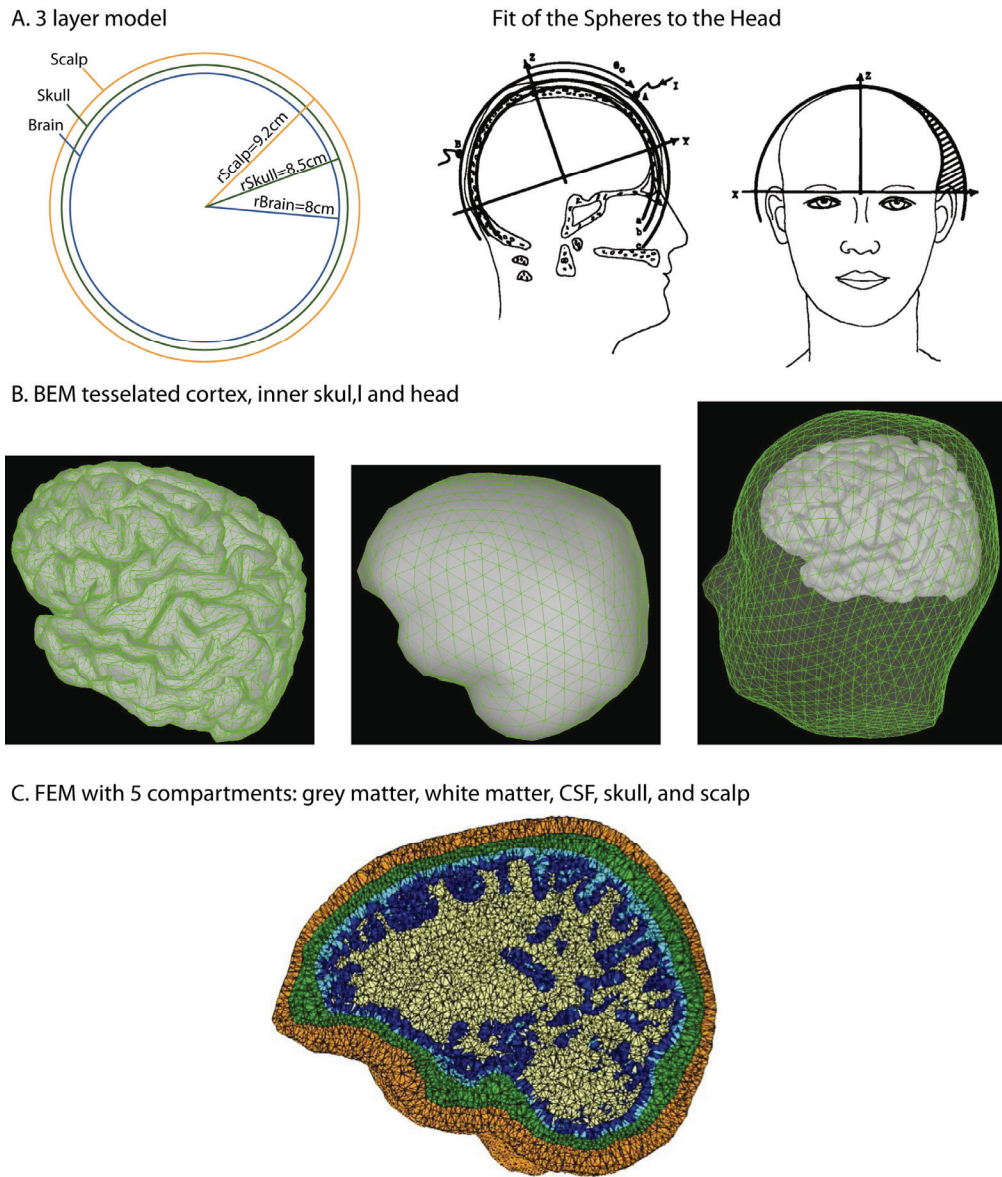 A. 3 layer model
Fit of the Spheres to the Head
Scalp
Skull
Brain
rScalp=9.2cm
rSkull=8.5cm
rBrain=8cm
Z
θo
A
I
B
Y
a
b
c
Z
X
B. BEM tesselated cortex, inner skul,l and head
C. FEM with 5 compartments: grey matter, white matter, CSF, skull, and scalp